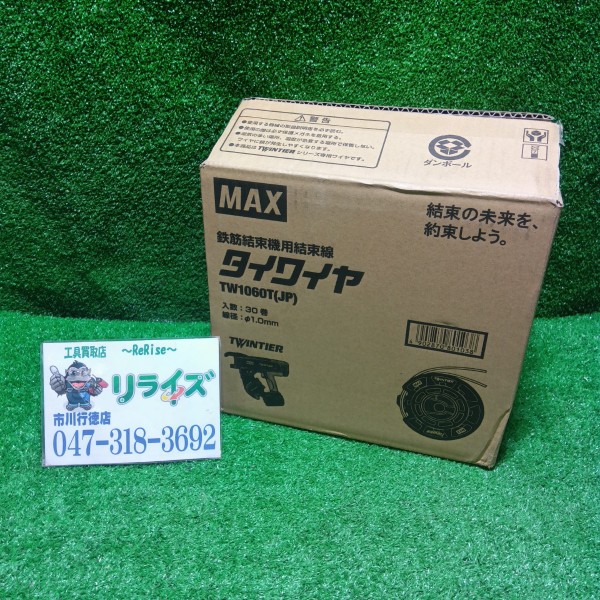 ⚠ 警告
ダンボール
MAX
鉄筋結束機用結束線
タイワイヤ
TW1060T(JP)
入数：30巻
線径：φ1.0mm
TWINTIER
結束の未来を、
約束しよう。
工具買取店 〜ReRise〜
リライズ
市川行徳店
047-318-3692